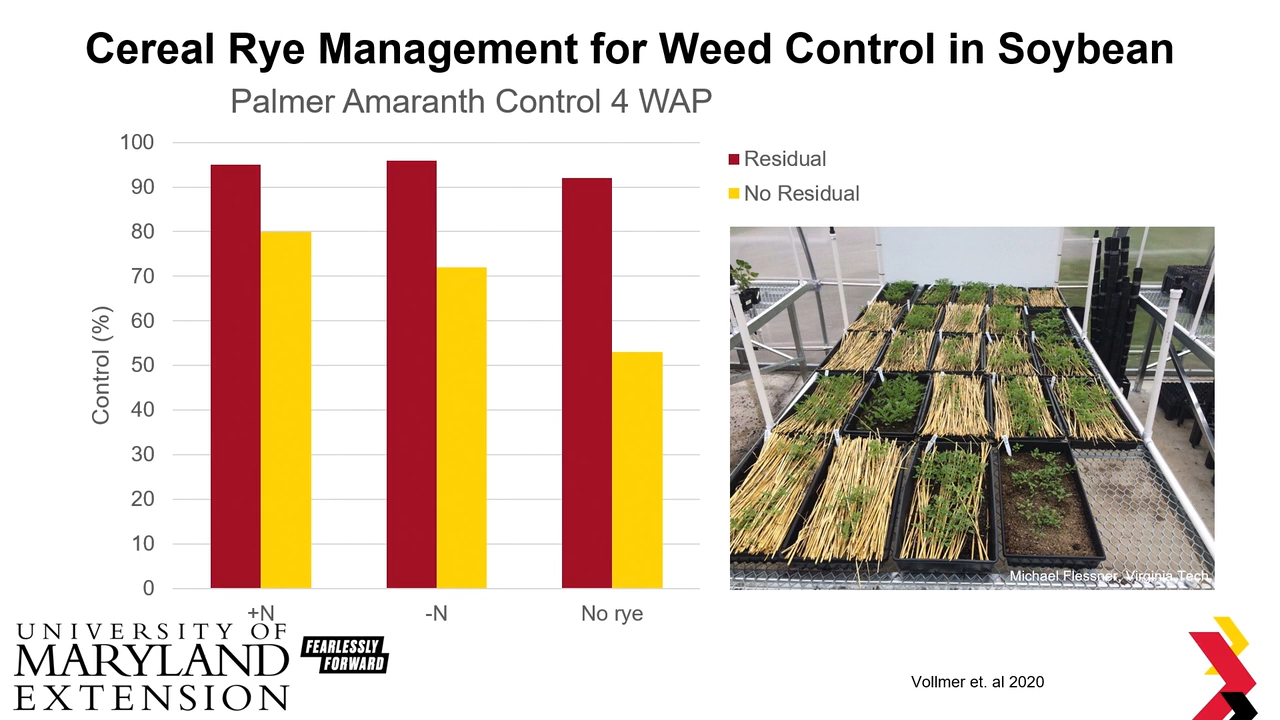 Cereal Rye Management for Weed Control in Soybean
Palmer Amaranth Control 4 WAP
100
90
80
70
60
50
40
30
20
10
0
Control (%)
+N
-N
No rye
Residual
No Residual
Michael Flessner, Virginia Tech
UNIVERSITY OF
MARYLAND
EXTENSION
FEARLESSLY
FORWARD
Vollmer et. al 2020